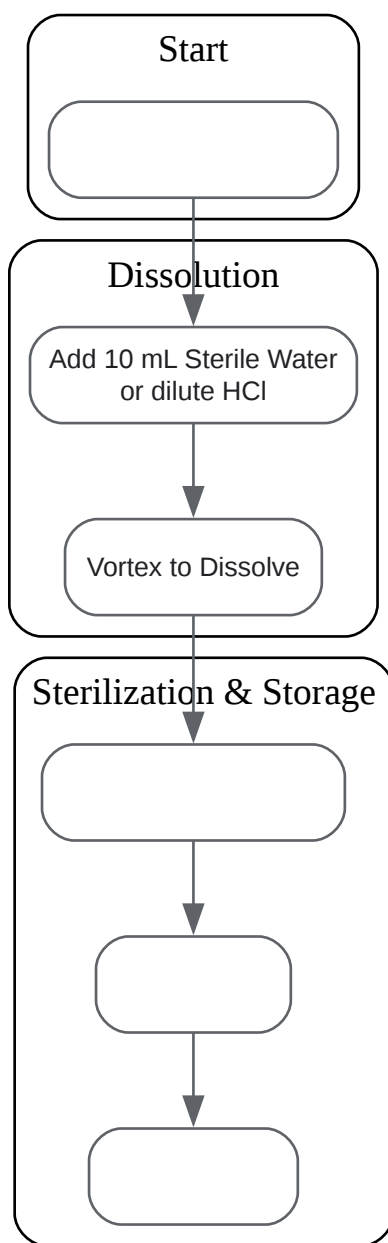 Start
Dissolution
Add 10 mL Sterile Water
or dilute HCl
Vortex to Dissolve
Sterilization & Storage